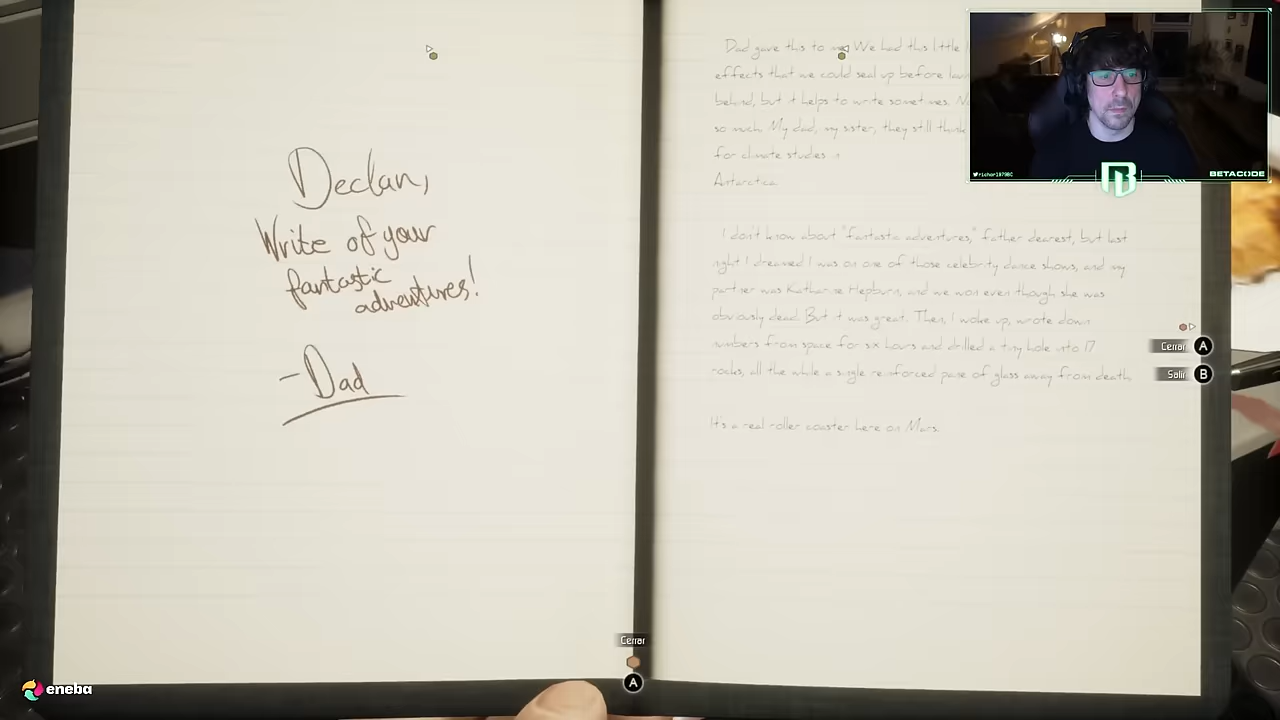 Declan,
Write of your
fantastic
adventures!
-Dad
Dad gave this to me. We had this little
effects that we could seal up before
behind, but it helps to write sometimes.
so much. My dad, my sister, they still think
for climate studies in
Antarctica.
I don't know about "fantastic adventures," father dearest, but last
night I dreamed I was on one of those celebrity dance shows, and my
partner was Katharine Hepburn, and we won even though she was
obviously dead. But it was great. Then, I woke up, wrote down
numbers from space for six hours and drilled a tiny hole into 17
rocks, all the while a single reinforced pane of glass away from death.
It's a real roller coaster here on Mars.
Cerrar A
Salir B
Cerrar
A
eneba
richor1979BC
BETACODE